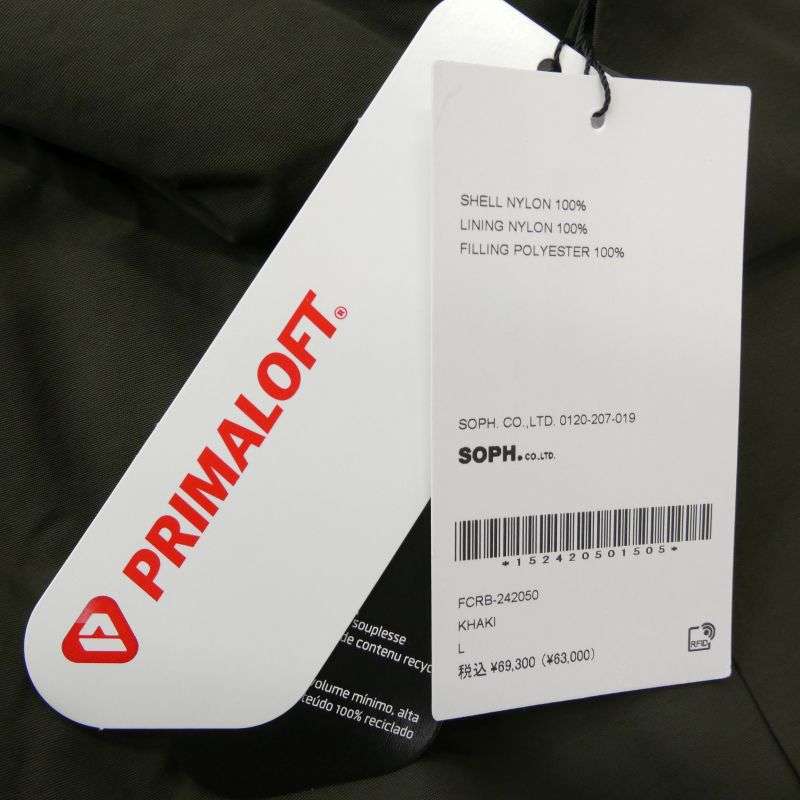 PRIMALOFT®
SHELL NYLON 100%
LINING NYLON 100%
FILLING POLYESTER 100%
SOPH. CO.,LTD. 0120-207-019
SOPH. CO.,LTD.
*152420501505*
FCRB-242050
KHAKI
L
税込 ¥69,300 (¥63,000)
RFID
souplesse
de contenu recyc
volume mínimo, alta
teúdo 100% reciclado